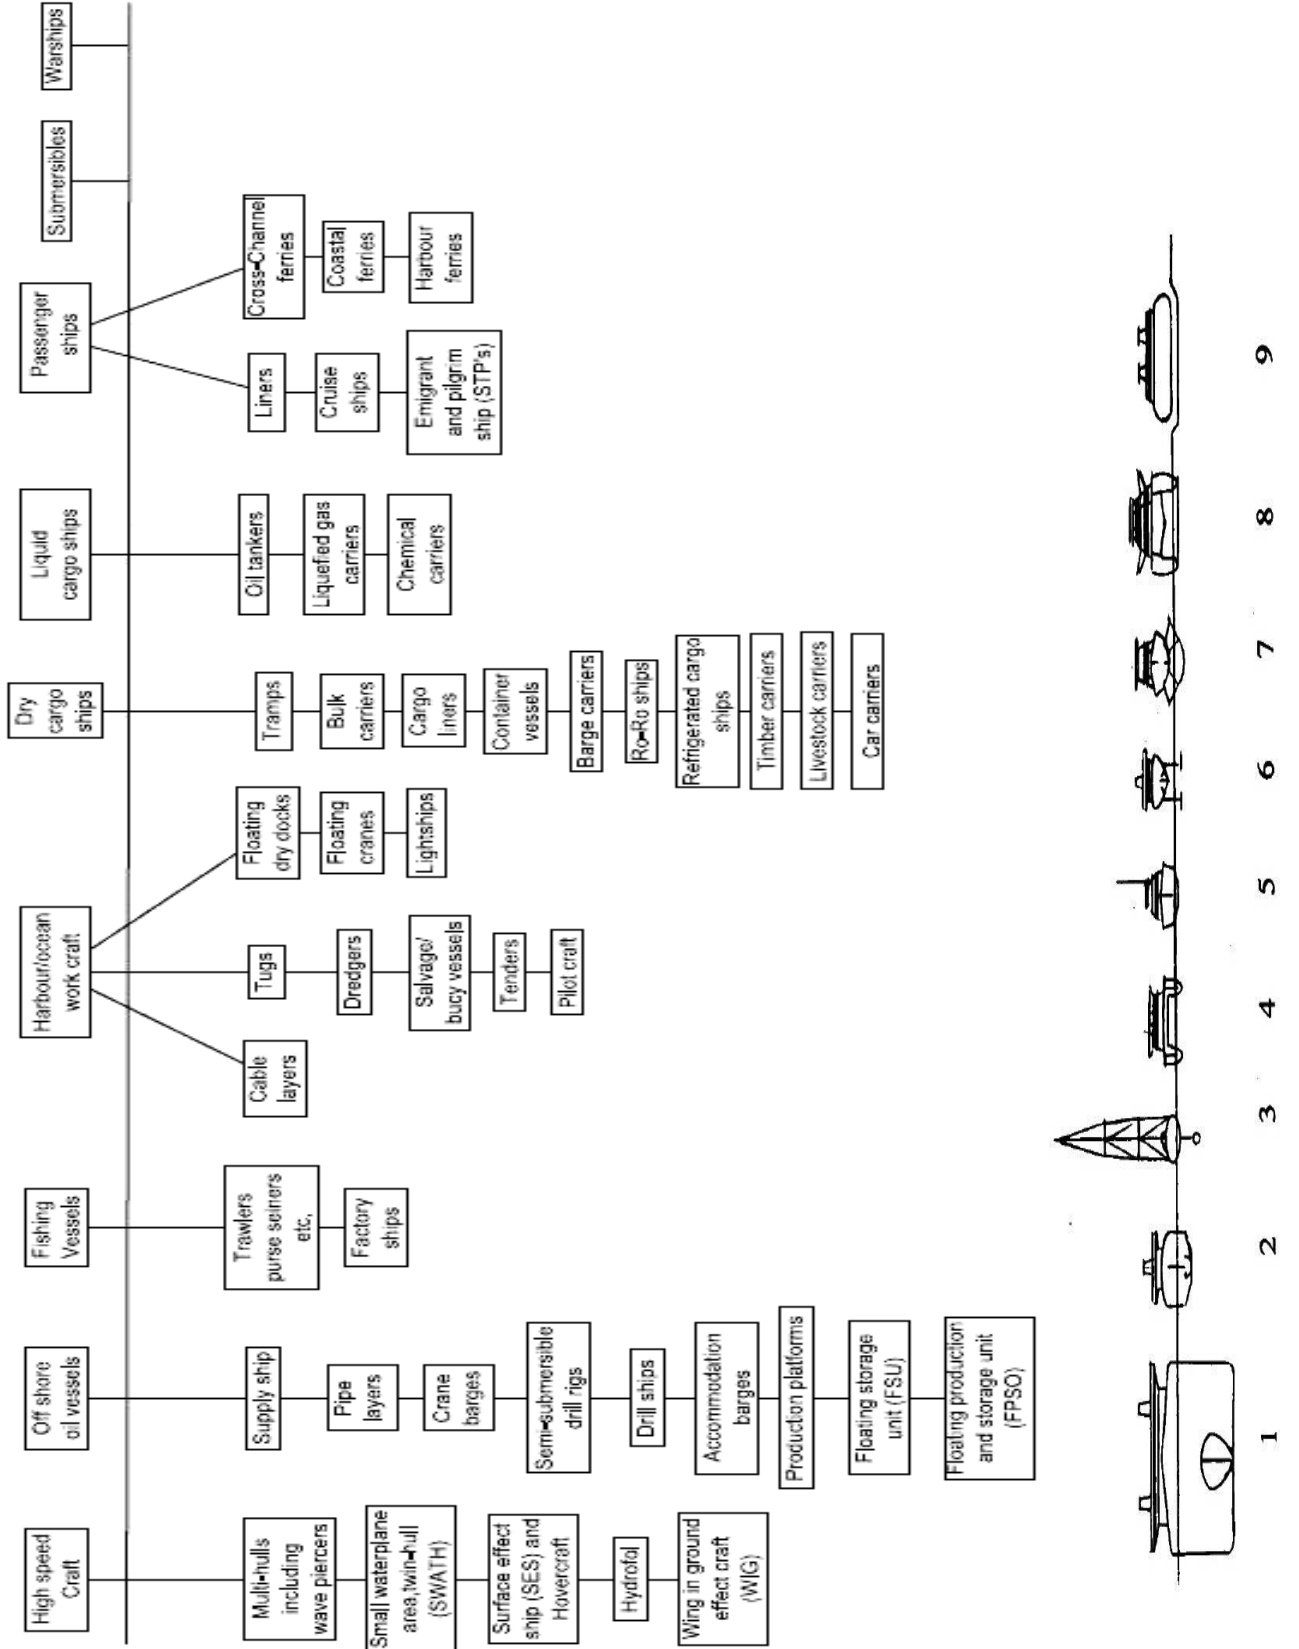 High speed
Craft
Multi-hulls
including
wave piercers
Small waterplane
area,twin-hull
(SWATH)
Surface effect
ship (SES) and
Hovercraft
Hydrofol
Wing in ground
effect craft
(WIG)
Off shore
oil vessels
Supply ship
Pipe
layers
Crane
barges
Semi-submersible
drill rigs
Drill ships
Accommodation
barges
Production platforms
Floating storage
unit (FSU)
Floating production
and storage unit
(FPSO)
Fishing
Vessels
Trawlers
purse seiners
etc,
Factory
ships
Harbour/ocean
work craft
Cable
layers
Tugs
Dredgers
Salvage/
bucy vessels
Tenders
Pilot craft
Floating
dry docks
Floating
cranes
Lightships
Dry
cargo
ships
Tramps
Bulk
carriers
Cargo
liners
Container
vessels
Barge carriers
Ro-Ro ships
Refrigerated cargo
ships
Timber carriers
Livestock carriers
Car carriers
Liquid
cargo ships
Oil tankers
Liquefied gas
carriers
Chemical
carriers
Passenger
ships
Liners
Cruise
ships
Emigrant
and pilgrim
ship (STP's)
Cross-Channel
ferries
Coastal
ferries
Harbour
ferries
Submersibles
Warships
1 2 3 4 5 6 7 8 9